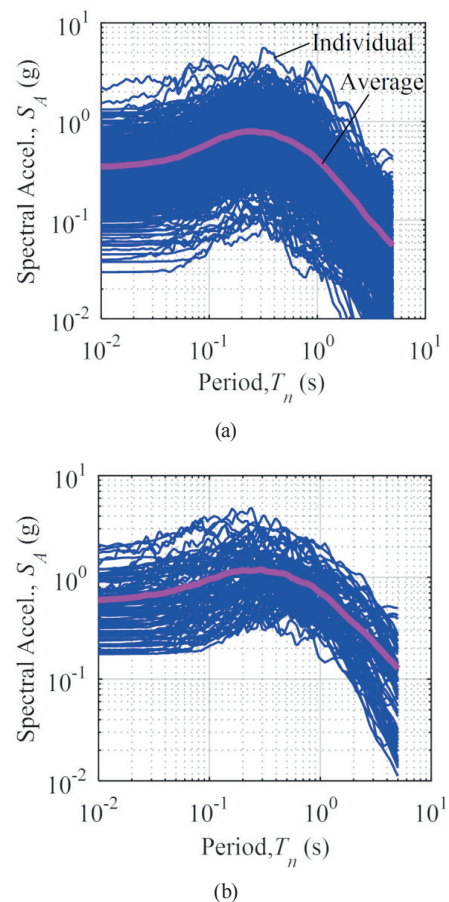 10^1
Individual
Average
10^0
Spectral Accel., S_A (g)
10^-1
10^-2
10^-2 10^-1 10^0 10^1
Period,T_n (s)
(a)
10^1
10^0
Spectral Accel., S_A (g)
10^-1
10^-2
10^-2 10^-1 10^0 10^1
Period,T_n (s)
(b)